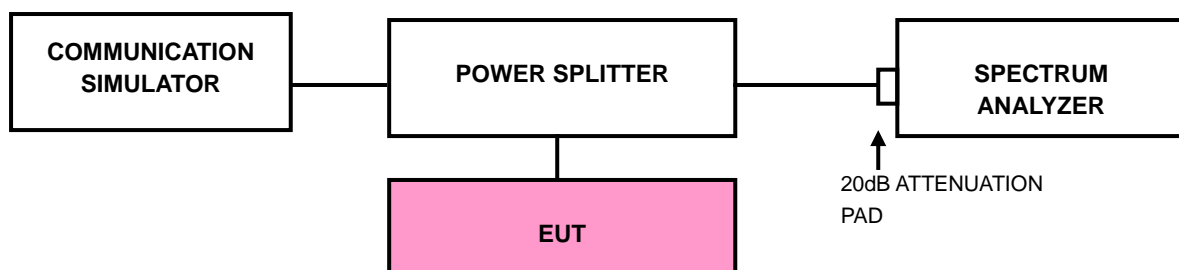 COMMUNICATION
SIMULATOR
POWER SPLITTER
SPECTRUM
ANALYZER
20dB ATTENUATION
PAD
EUT